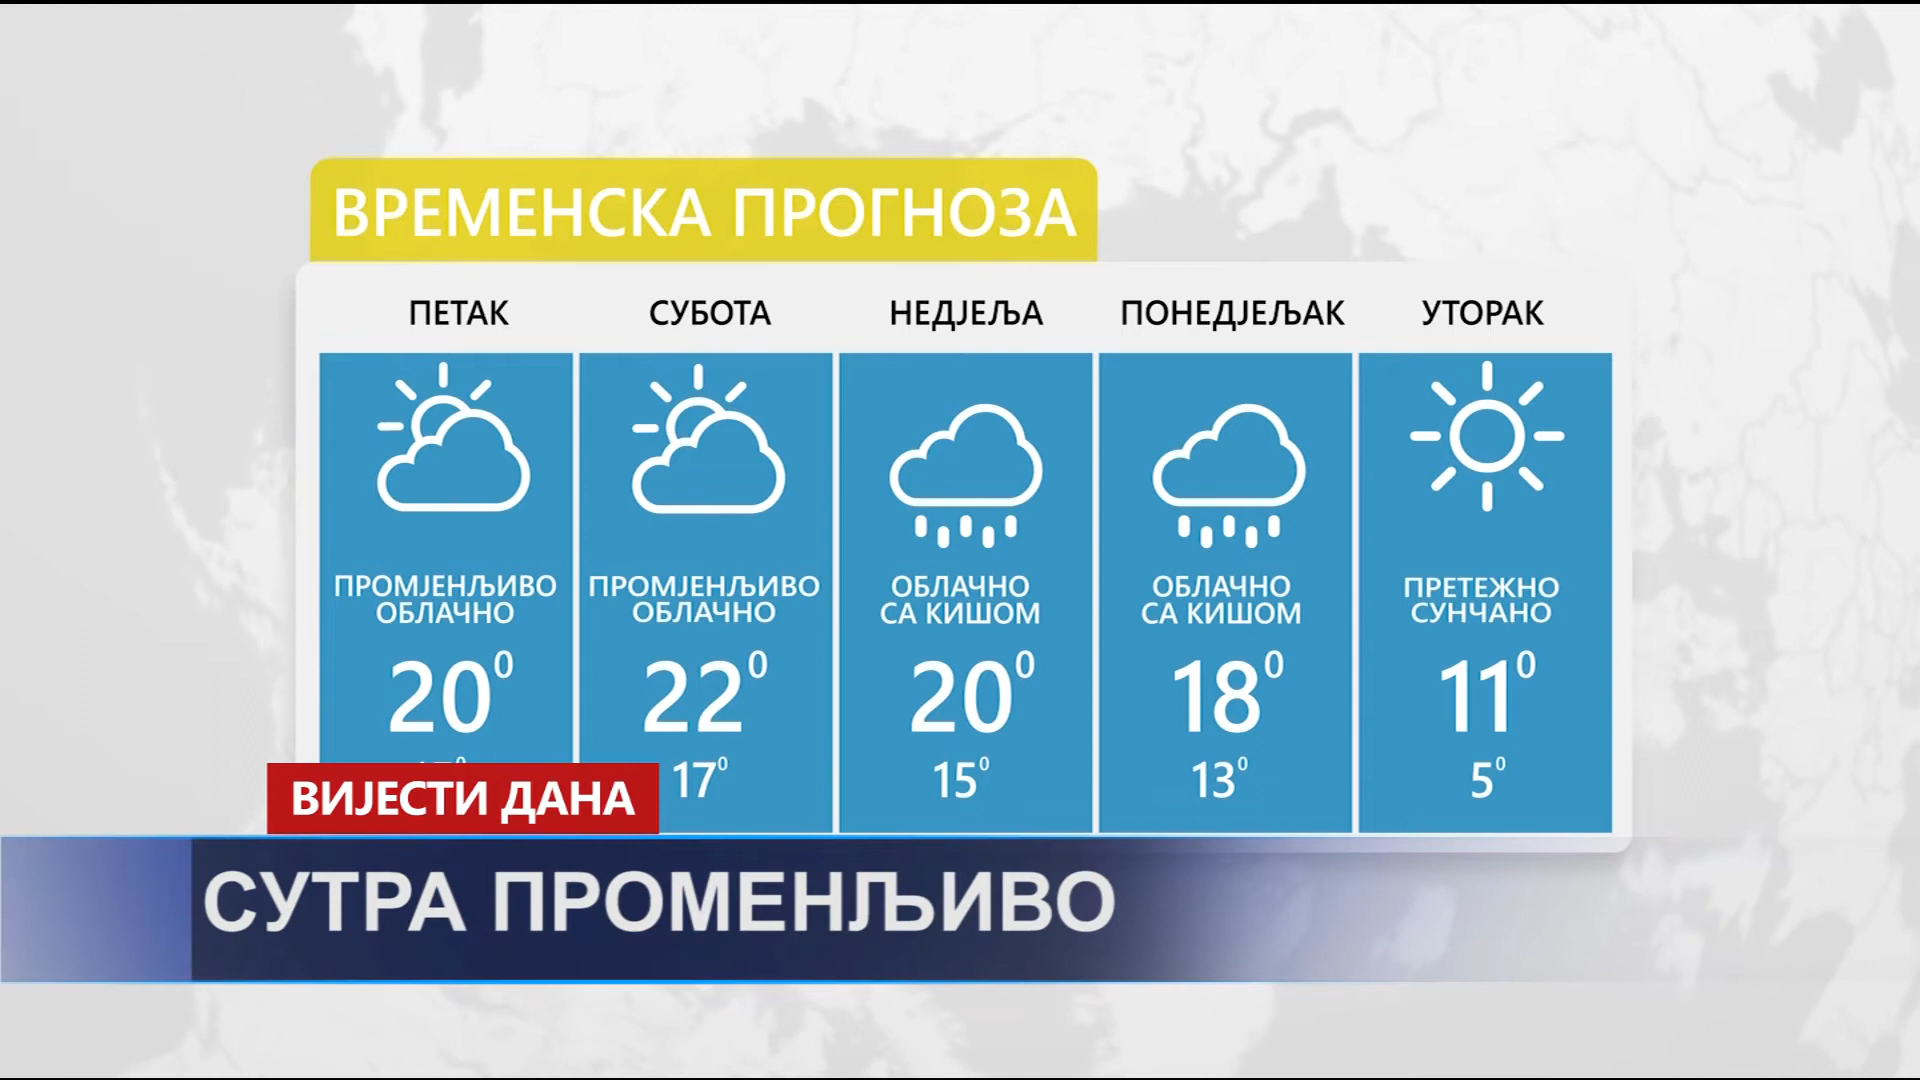 ВРЕМЕНСКА ПРОГНОЗА
ПЕТАК
СУБОТА
НЕДЈЕЉА
ПОНЕДЈЕЉАК
УТОРАК
ПРОМЈЕНЉИВО
ОБЛАЧНО
20⁰
ПРОМЈЕНЉИВО
ОБЛАЧНО
22⁰
17⁰
ОБЛАЧНО
СА КИШОМ
20⁰
15⁰
ОБЛАЧНО
СА КИШОМ
18⁰
13⁰
ПРЕТЕЖНО
СУНЧАНО
11⁰
5⁰
ВИЈЕСТИ ДАНА
СУТРА ПРОМЕНЉИВО